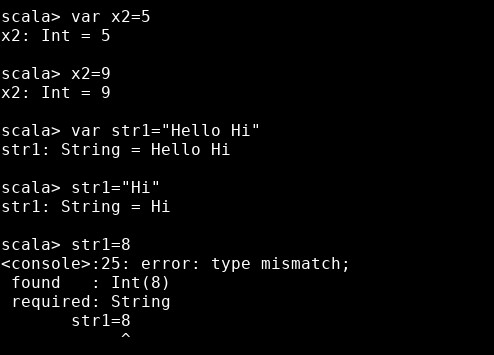 scala> var x2=5
x2: Int = 5
scala> x2=9
x2: Int = 9
scala> var str1="Hello Hi"
str1: String = Hello Hi
scala> str1="Hi"
str1: String = Hi
scala> str1=8
<console>:25: error: type mismatch;
 found   : Int(8)
 required: String
       str1=8
            ^